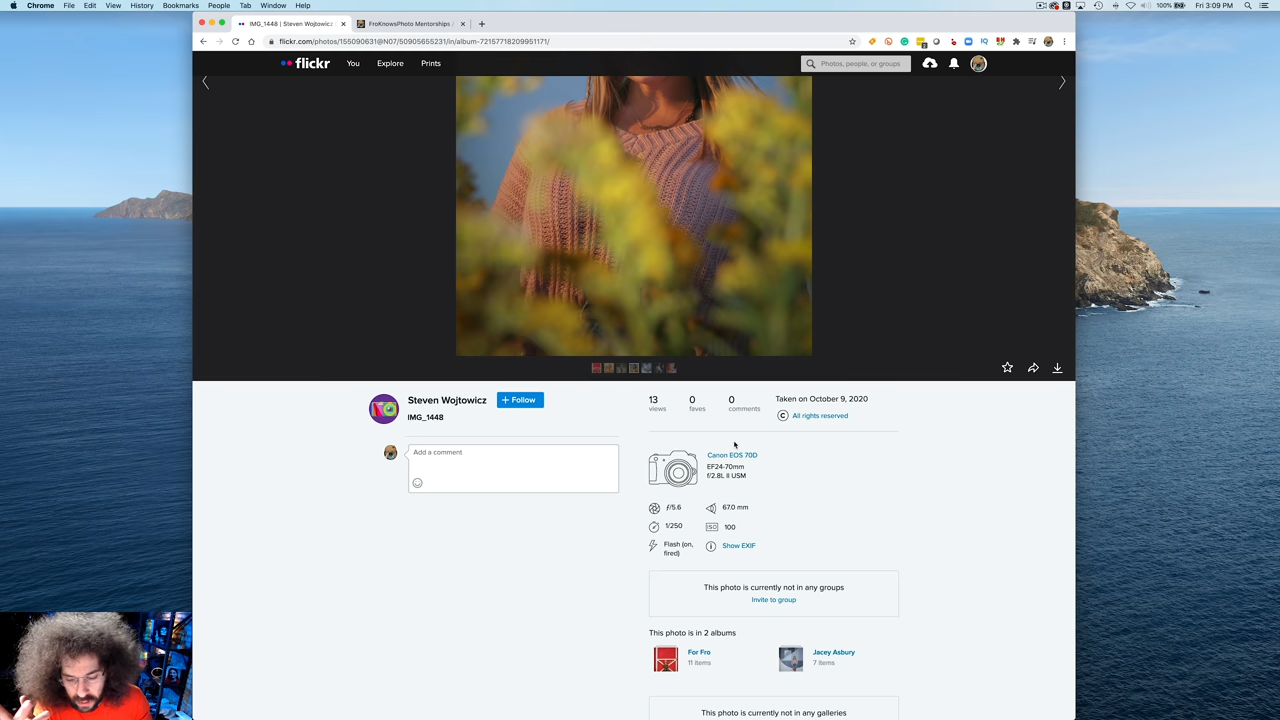 Chrome File Edit View History Bookmarks People Tab Window Help
100% Fri 3:09 PM
IMG_1448 | Steven Wojtowicz
FroKnowsPhoto Mentorships
flickr.com/photos/155090631@N07/50905655231/in/album-72157718209951171/
flickr You Explore Prints
Photos, people, or groups
Steven Wojtowicz
+ Follow
IMG_1448
Add a comment
13 0 0
views faves comments
Taken on October 9, 2020
All rights reserved
Canon EOS 70D
EF24-70mm
f/2.8L II USM
ƒ/5.6 67.0 mm
1/250 ISO 100
Flash (on,
fired)
Show EXIF
This photo is currently not in any groups
Invite to group
This photo is in 2 albums
For Fro
11 items
Jacey Asbury
7 items
This photo is currently not in any galleries